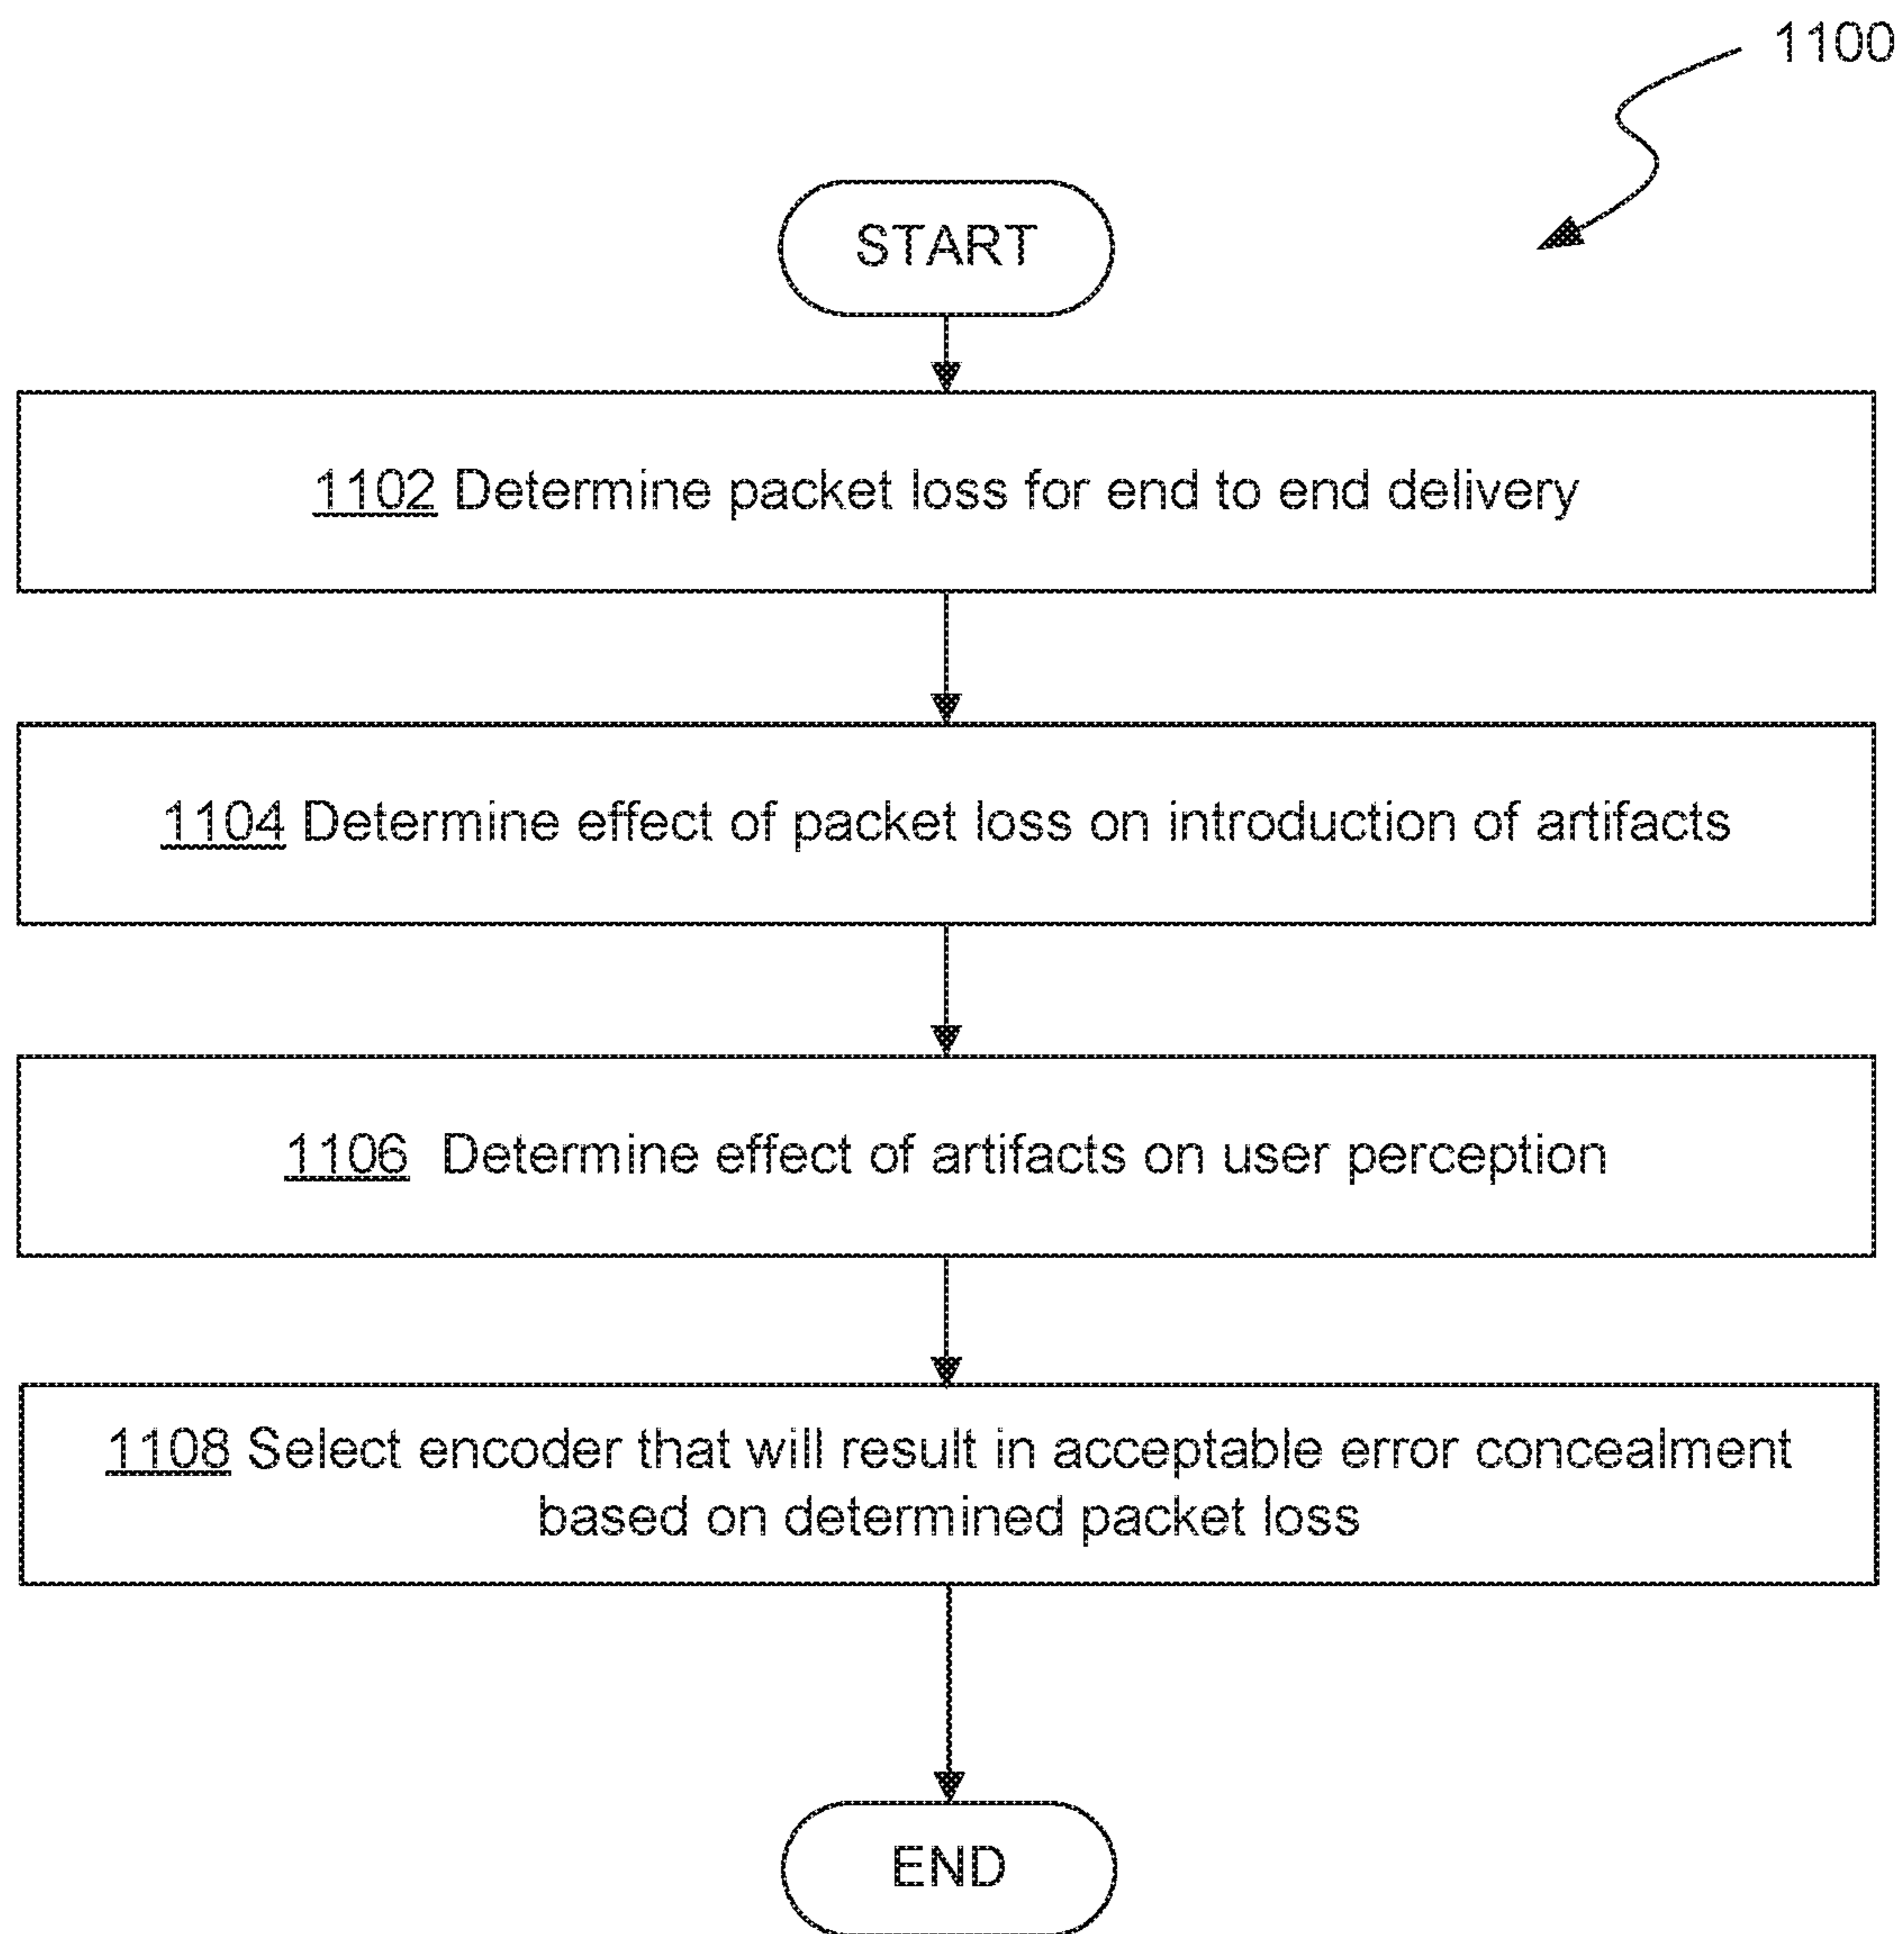 1100
START
1102 Determine packet loss for end to end delivery
1104 Determine effect of packet loss on introduction of artifacts
1106 Determine effect of artifacts on user perception
1108 Select encoder that will result in acceptable error concealment
based on determined packet loss
END